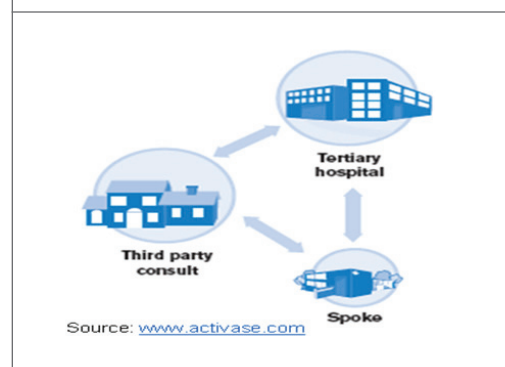 Tertiary
hospital
Third party
consult
Spoke
Source: www.activase.com